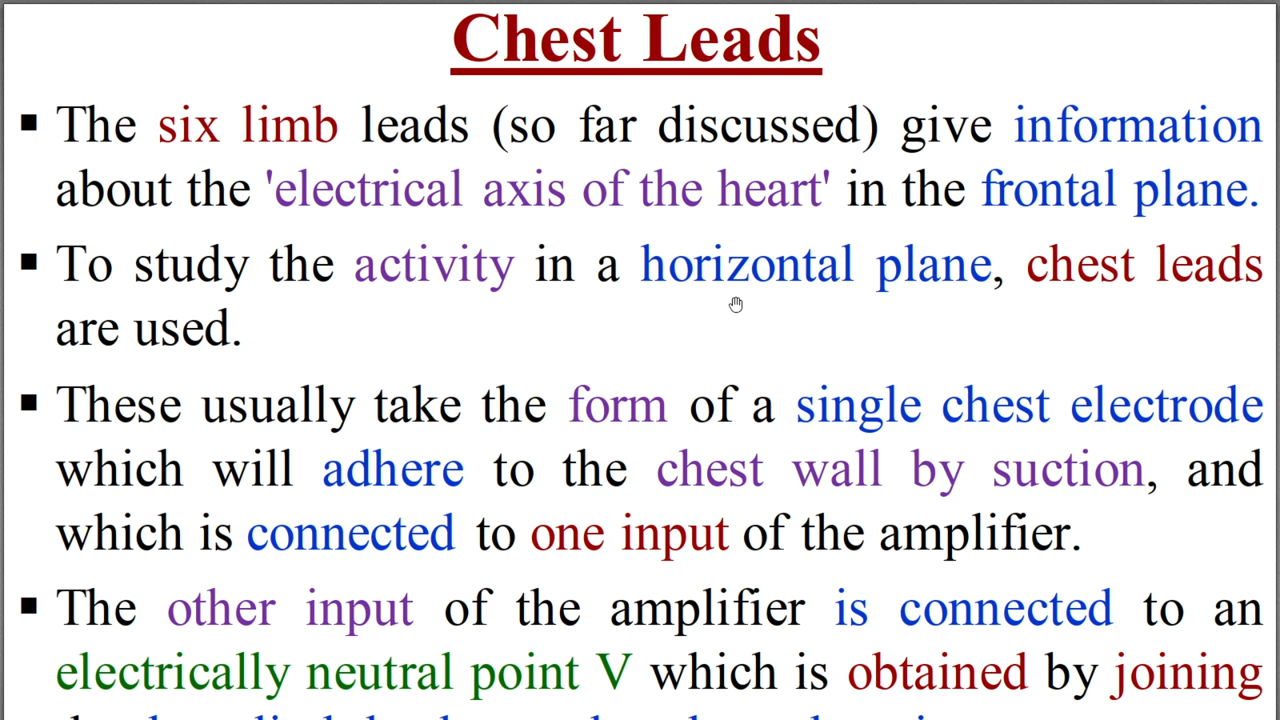 Chest Leads
▪ The six limb leads (so far discussed) give information
about the 'electrical axis of the heart' in the frontal plane.
▪ To study the activity in a horizontal plane, chest leads
are used.
▪ These usually take the form of a single chest electrode
which will adhere to the chest wall by suction, and
which is connected to one input of the amplifier.
▪ The other input of the amplifier is connected to an
electrically neutral point V which is obtained by joining